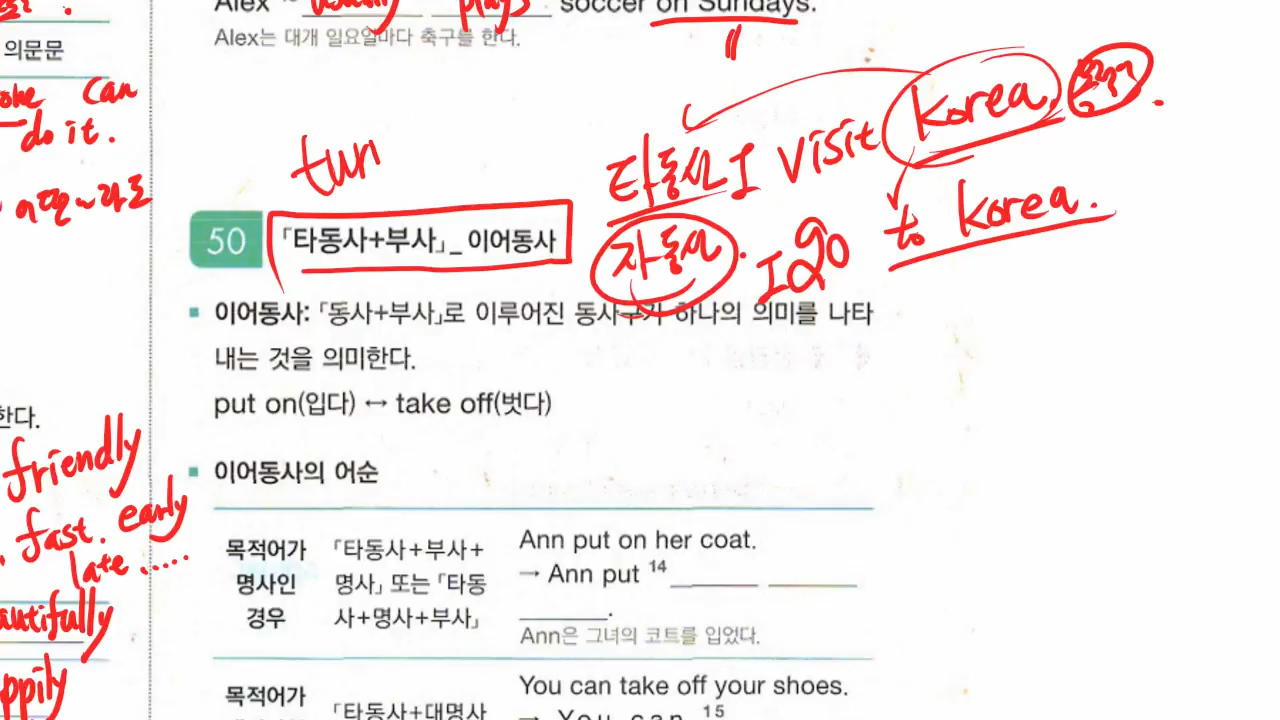 Alex usually plays soccer on Sundays.
Alex는 대개 일요일마다 축구를 한다.
의문문
can
do it.
어떤~라도
한다.
friendly
fast. early
late .....
turn
타동사 I visit Korea.
자동사. I go to Korea.
50 「타동사+부사」_ 이어동사
이어동사: 「동사+부사」로 이루어진 동사구가 하나의 의미를 나타
내는 것을 의미한다.
put on(입다) ↔ take off(벗다)
이어동사의 어순
목적어가 명사인 경우
「타동사+부사+명사」 또는 「타동사+명사+부사」
Ann put on her coat.
→ Ann put 14 ______ ______
______.
Ann은 그녀의 코트를 입었다.
목적어가
「타동사+대명사
You can take off your shoes.
→ You can 15